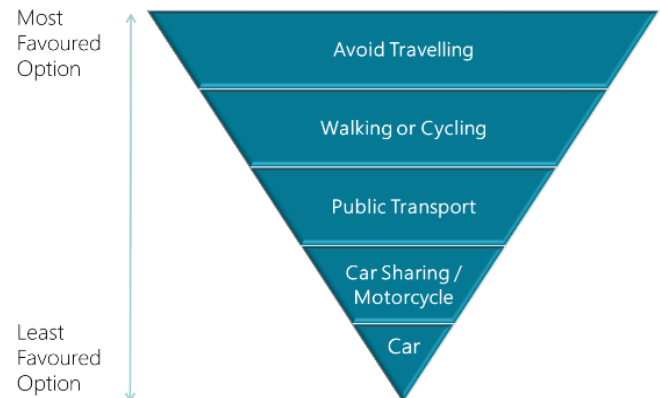 Most
Favoured
Option
Avoid Travelling
Walking or Cycling
Public Transport
Car Sharing /
Motorcycle
Car
Least
Favoured
Option